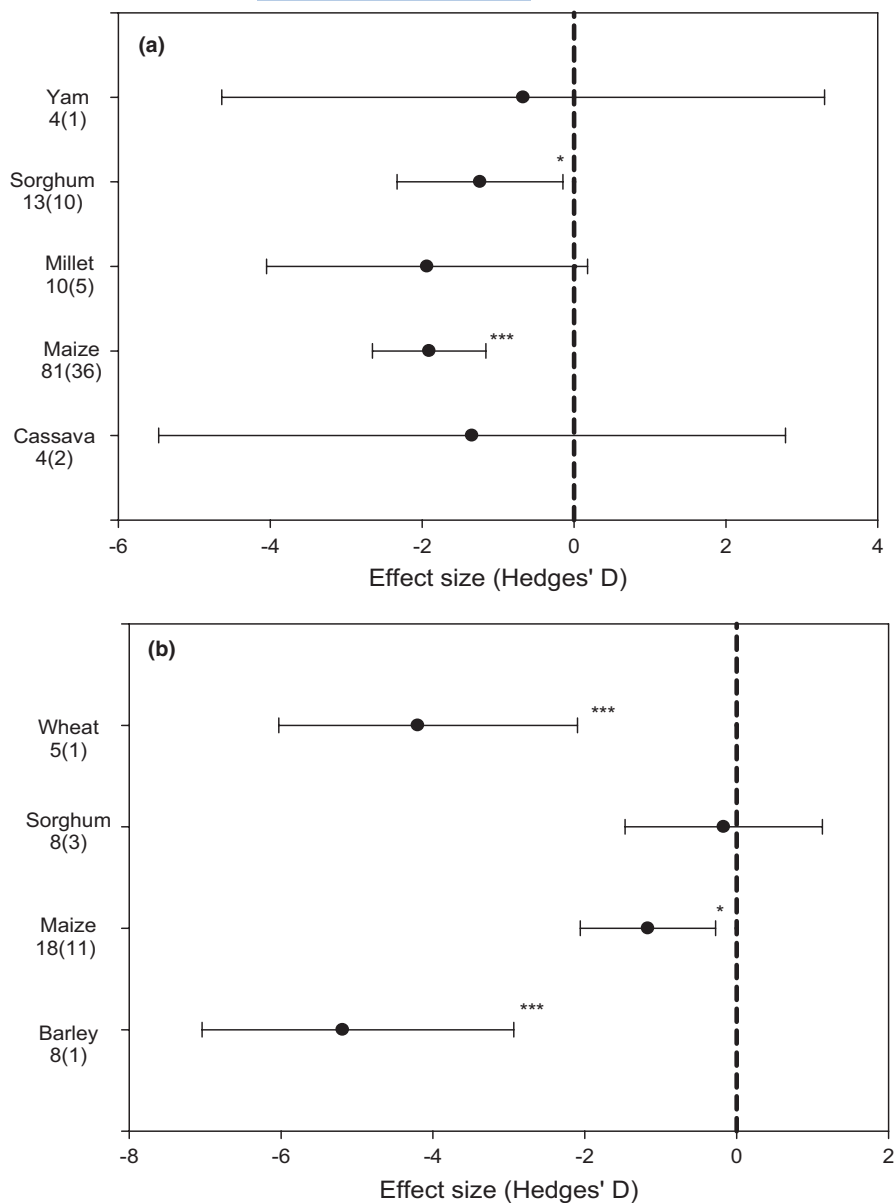 (a)
Yam
4(1)
Sorghum
13(10)
*
Millet
10(5)
Maize
81(36)
***
Cassava
4(2)
-6 -4 -2 0 2 4
Effect size (Hedges' D)
(b)
Wheat
5(1)
***
Sorghum
8(3)
Maize
18(11)
*
Barley
8(1)
***
-8 -6 -4 -2 0 2
Effect size (Hedges' D)